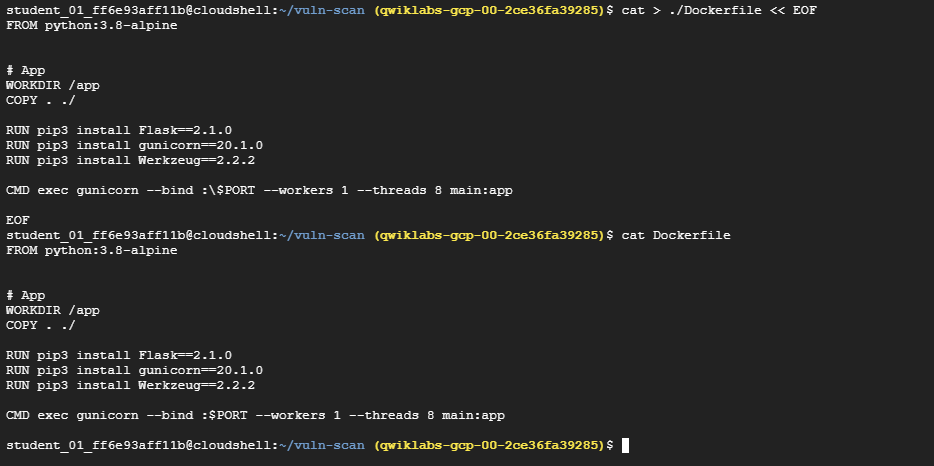 student_01_ff6e93aff11b@cloudshell:~/vuln-scan (qwiklabs-gcp-00-2ce36fa39285)$ cat > ./Dockerfile << EOF
FROM python:3.8-alpine
# App
WORKDIR /app
COPY . ./
RUN pip3 install Flask==2.1.0
RUN pip3 install gunicorn==20.1.0
RUN pip3 install Werkzeug==2.2.2
CMD exec gunicorn --bind :\$PORT --workers 1 --threads 8 main:app
EOF
student_01_ff6e93aff11b@cloudshell:~/vuln-scan (qwiklabs-gcp-00-2ce36fa39285)$ cat Dockerfile
FROM python:3.8-alpine
# App
WORKDIR /app
COPY . ./
RUN pip3 install Flask==2.1.0
RUN pip3 install gunicorn==20.1.0
RUN pip3 install Werkzeug==2.2.2
CMD exec gunicorn --bind :$PORT --workers 1 --threads 8 main:app
student_01_ff6e93aff11b@cloudshell:~/vuln-scan (qwiklabs-gcp-00-2ce36fa39285)$